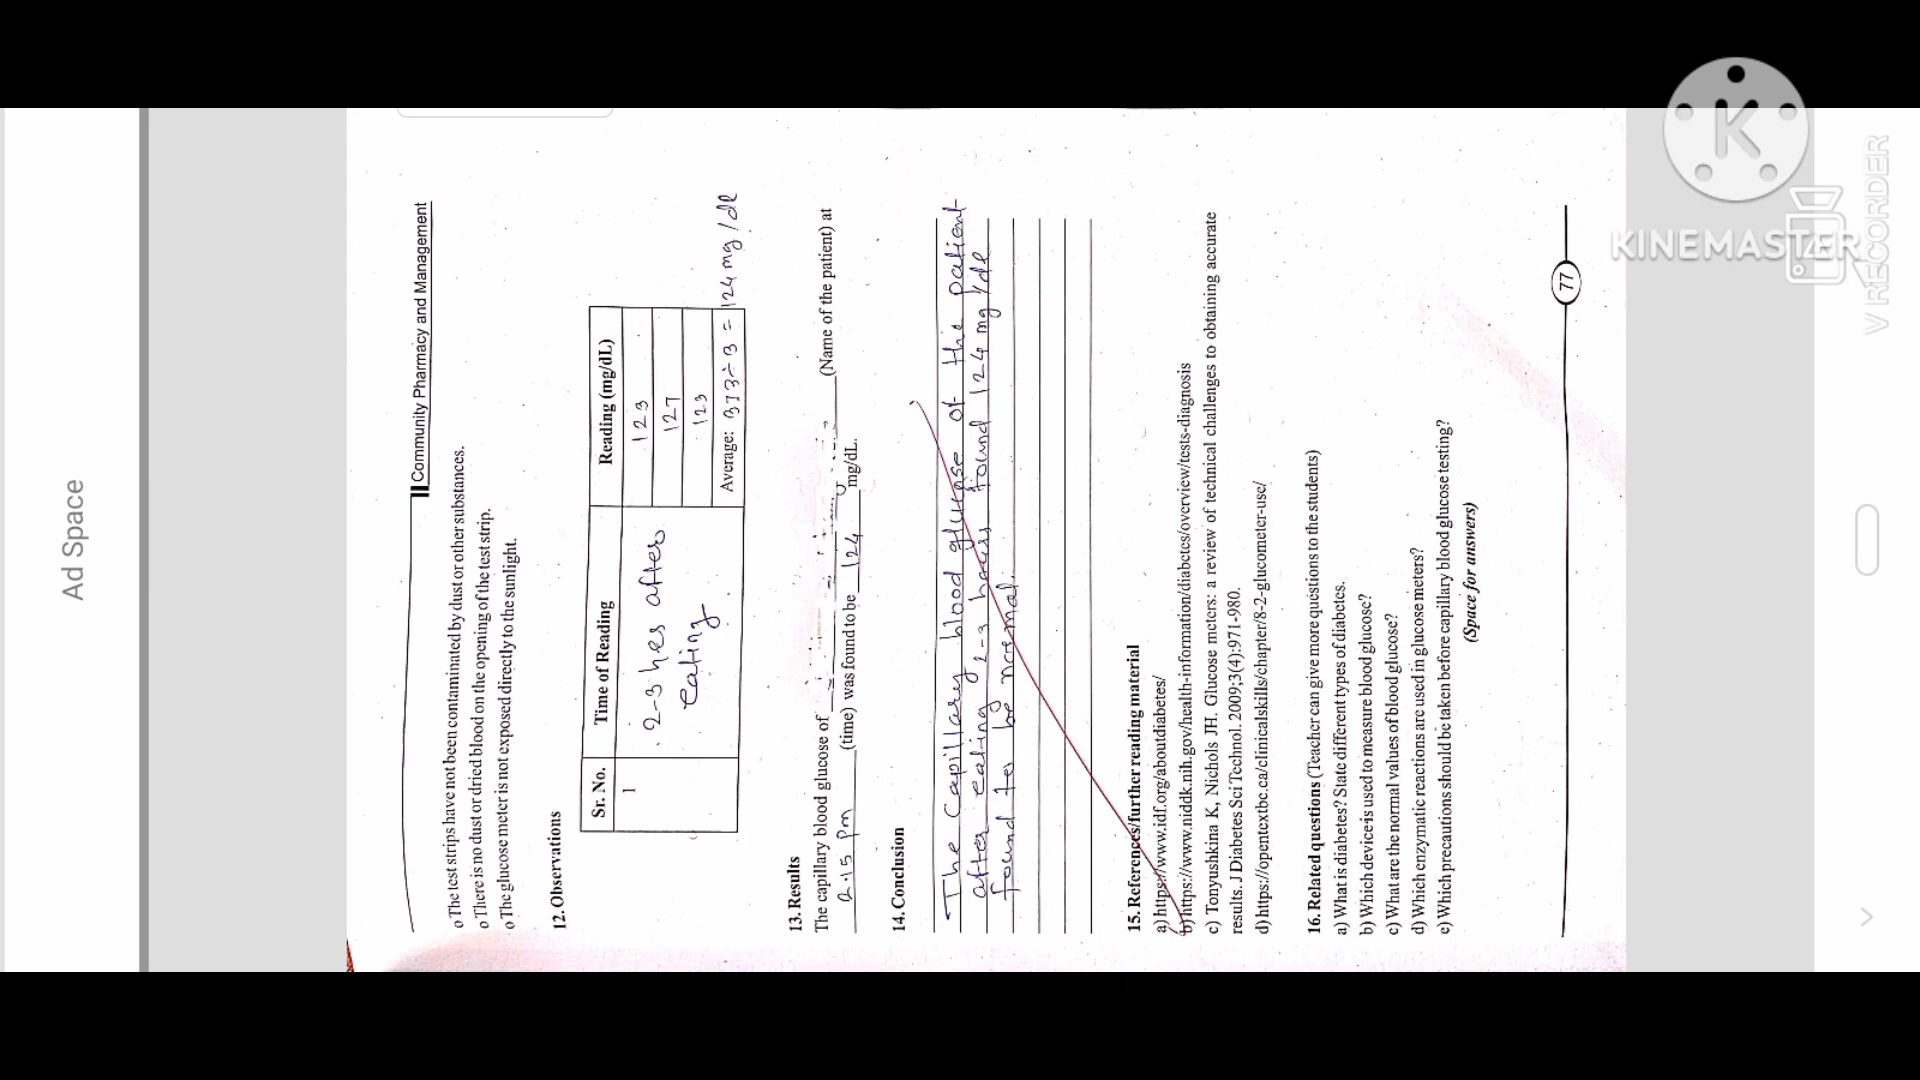 Community Pharmacy and Management
o The test strips have not been contaminated by dust or other substances.
o There is no dust or dried blood on the opening of the test strip.
o The glucose meter is not exposed directly to the sunlight.
12. Observations
Sr. No. Time of Reading Reading (mg/dL)
1 2-3 hrs after 123
eating 127
123
Average: 373÷3 = 124 mg/dl
13. Results
The capillary blood glucose of (Name of the patient) at
2.15 pm (time) was found to be 124 mg/dL.
14. Conclusion
The capillary blood glucose of the patient
after eating 2-3 hours found 124 mg/dl
found to be normal.
15. References/further reading material
a) https://www.idf.org/aboutdiabetes/
b) https://www.niddk.nih.gov/health-information/diabetes/overview/tests-diagnosis
c) Tonyushkina K, Nichols JH. Glucose meters: a review of technical challenges to obtaining accurate
results. J Diabetes Sci Technol. 2009;3(4):971-980.
d) https://opentextbc.ca/clinicalskills/chapter/8-2-glucometer-use/
16. Related questions (Teacher can give more questions to the students)
a) What is diabetes? State different types of diabetes.
b) Which device is used to measure blood glucose?
c) What are the normal values of blood glucose?
d) Which enzymatic reactions are used in glucose meters?
e) Which precautions should be taken before capillary blood glucose testing?
(Space for answers)
77
Ad Space
K
KINEMASTER
V RECORDER